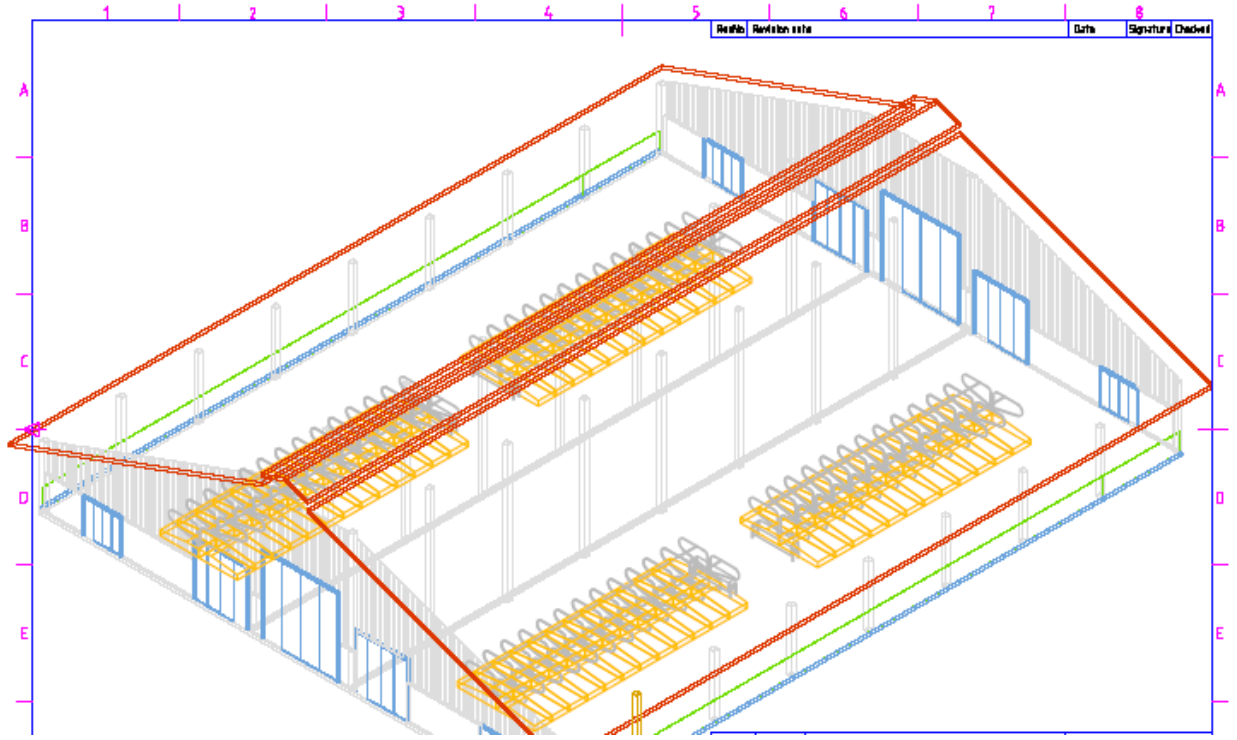 1 2 3 4 5 6 7 8
RevNo Revision note Date Signature Checked
A A
B B
C C
D D
E E